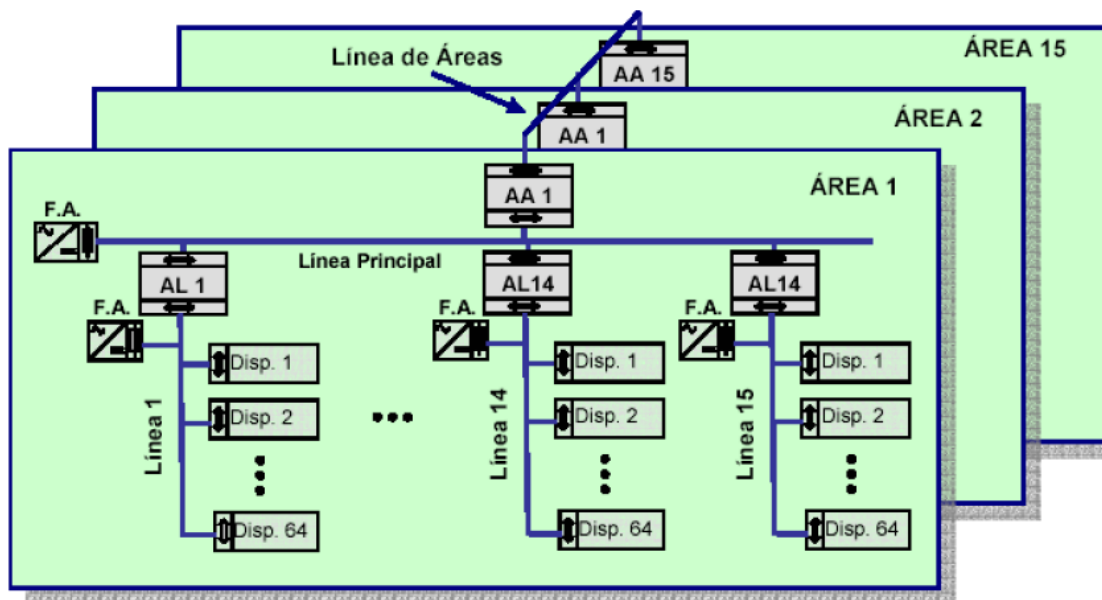 ÁREA 15
AA 15
Línea de Áreas
ÁREA 2
AA 1
ÁREA 1
AA 1
F.A.
Línea Principal
AL 1
AL14
AL14
F.A.
F.A.
F.A.
Línea 1
Disp. 1
Disp. 2
Disp. 64
Línea 14
Disp. 1
Disp. 2
Disp. 64
Línea 15
Disp. 1
Disp. 2
Disp. 64